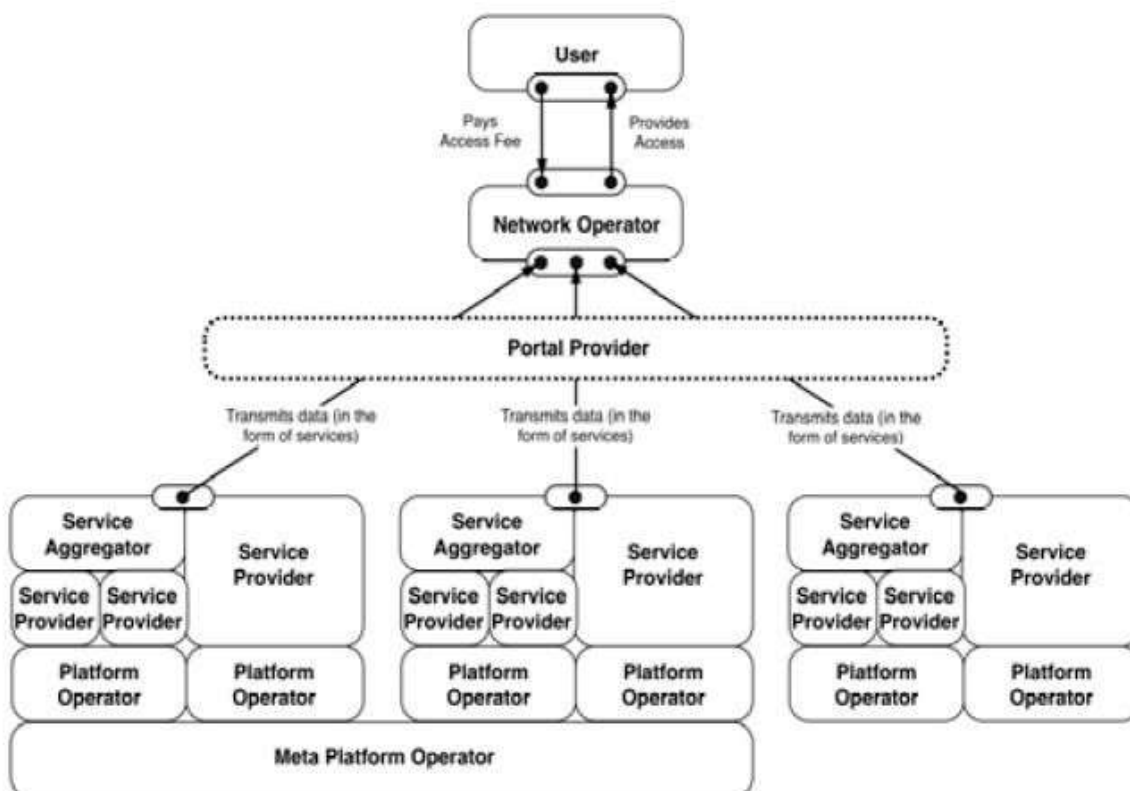 User
Pays
Access Fee
Provides
Access
Network Operator
Portal Provider
Transmits data (in the
form of services)
Transmits data (in the
form of services)
Transmits data (in the
form of services)
Service
Aggregator
Service
Provider
Service
Provider
Service
Provider
Platform
Operator
Platform
Operator
Service
Aggregator
Service
Provider
Service
Provider
Service
Provider
Platform
Operator
Platform
Operator
Service
Aggregator
Service
Provider
Service
Provider
Service
Provider
Platform
Operator
Platform
Operator
Meta Platform Operator